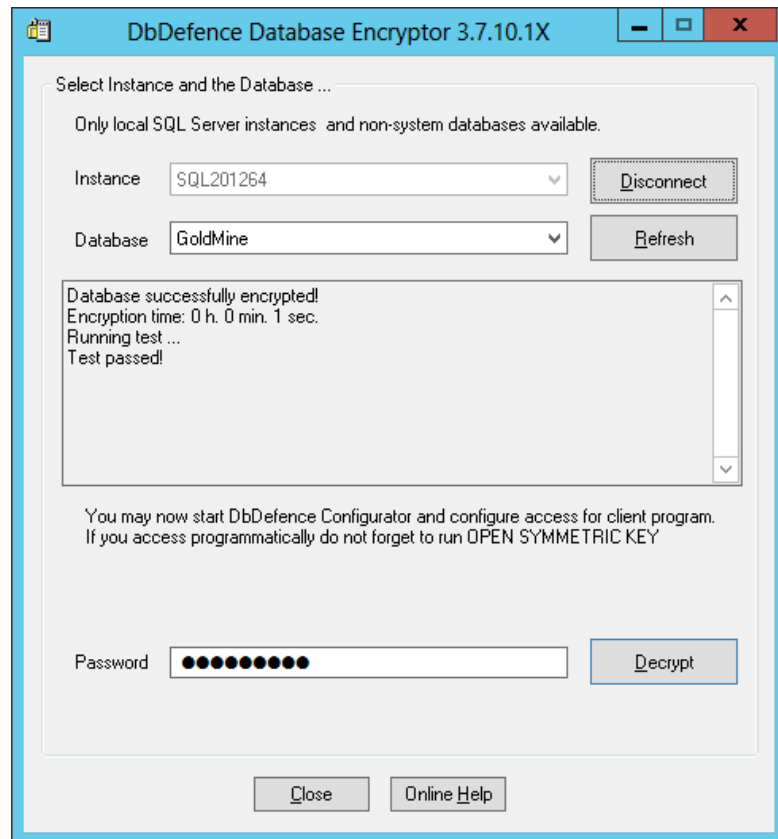 DbDefence Database Encryptor 3.7.10.1X
Select Instance and the Database ...
Only local SQL Server instances and non-system databases available.
Instance SQL201264 Disconnect
Database GoldMine Refresh
Database successfully encrypted!
Encryption time: 0 h. 0 min. 1 sec.
Running test ...
Test passed!
You may now start DbDefence Configurator and configure access for client program.
If you access programmatically do not forget to run OPEN SYMMETRIC KEY
Password ●●●●●●●●● Decrypt
Close Online Help